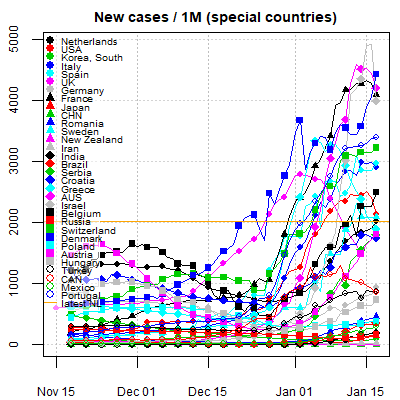 New cases / 1M (special countries)
5000
4000
3000
2000
1000
0
Netherlands
USA
Korea, South
Italy
Spain
UK
Germany
France
Japan
CHN
Romania
Sweden
New Zealand
Iran
India
Brazil
Serbia
Croatia
Greece
AUS
Israel
Belgium
Russia
Switzerland
Denmark
Poland
Austria
Hungary
Turkey
CAN
Mexico
Portugal
latest NL
Nov 15
Dec 01
Dec 15
Jan 01
Jan 15